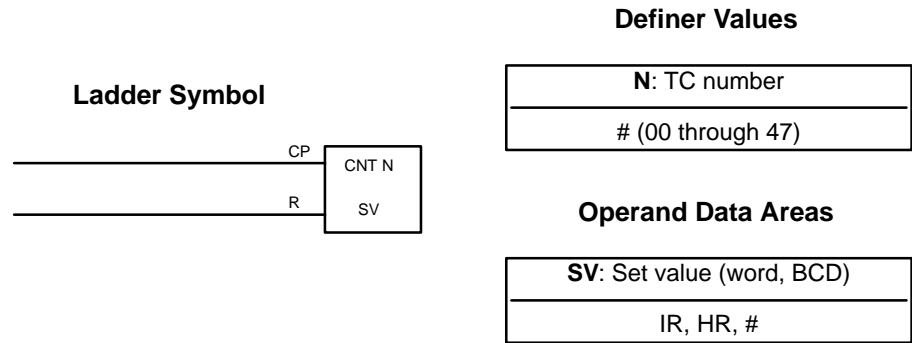 Ladder Symbol
CP
CNT N
R
SV
Definer Values
N: TC number
# (00 through 47)
Operand Data Areas
SV: Set value (word, BCD)
IR, HR, #